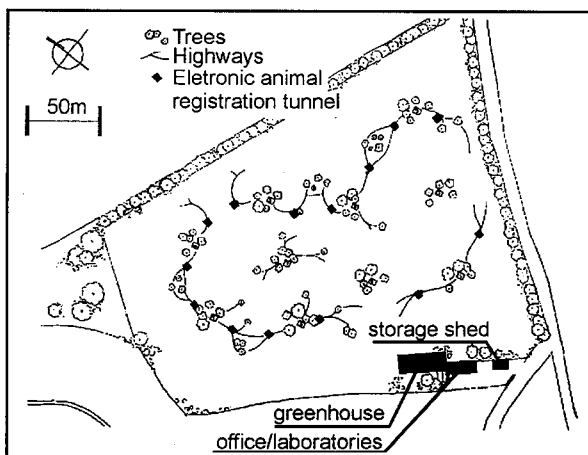 Trees
Highways
Eletronic animal
registration tunnel
50m
storage shed
greenhouse
office/laboratories